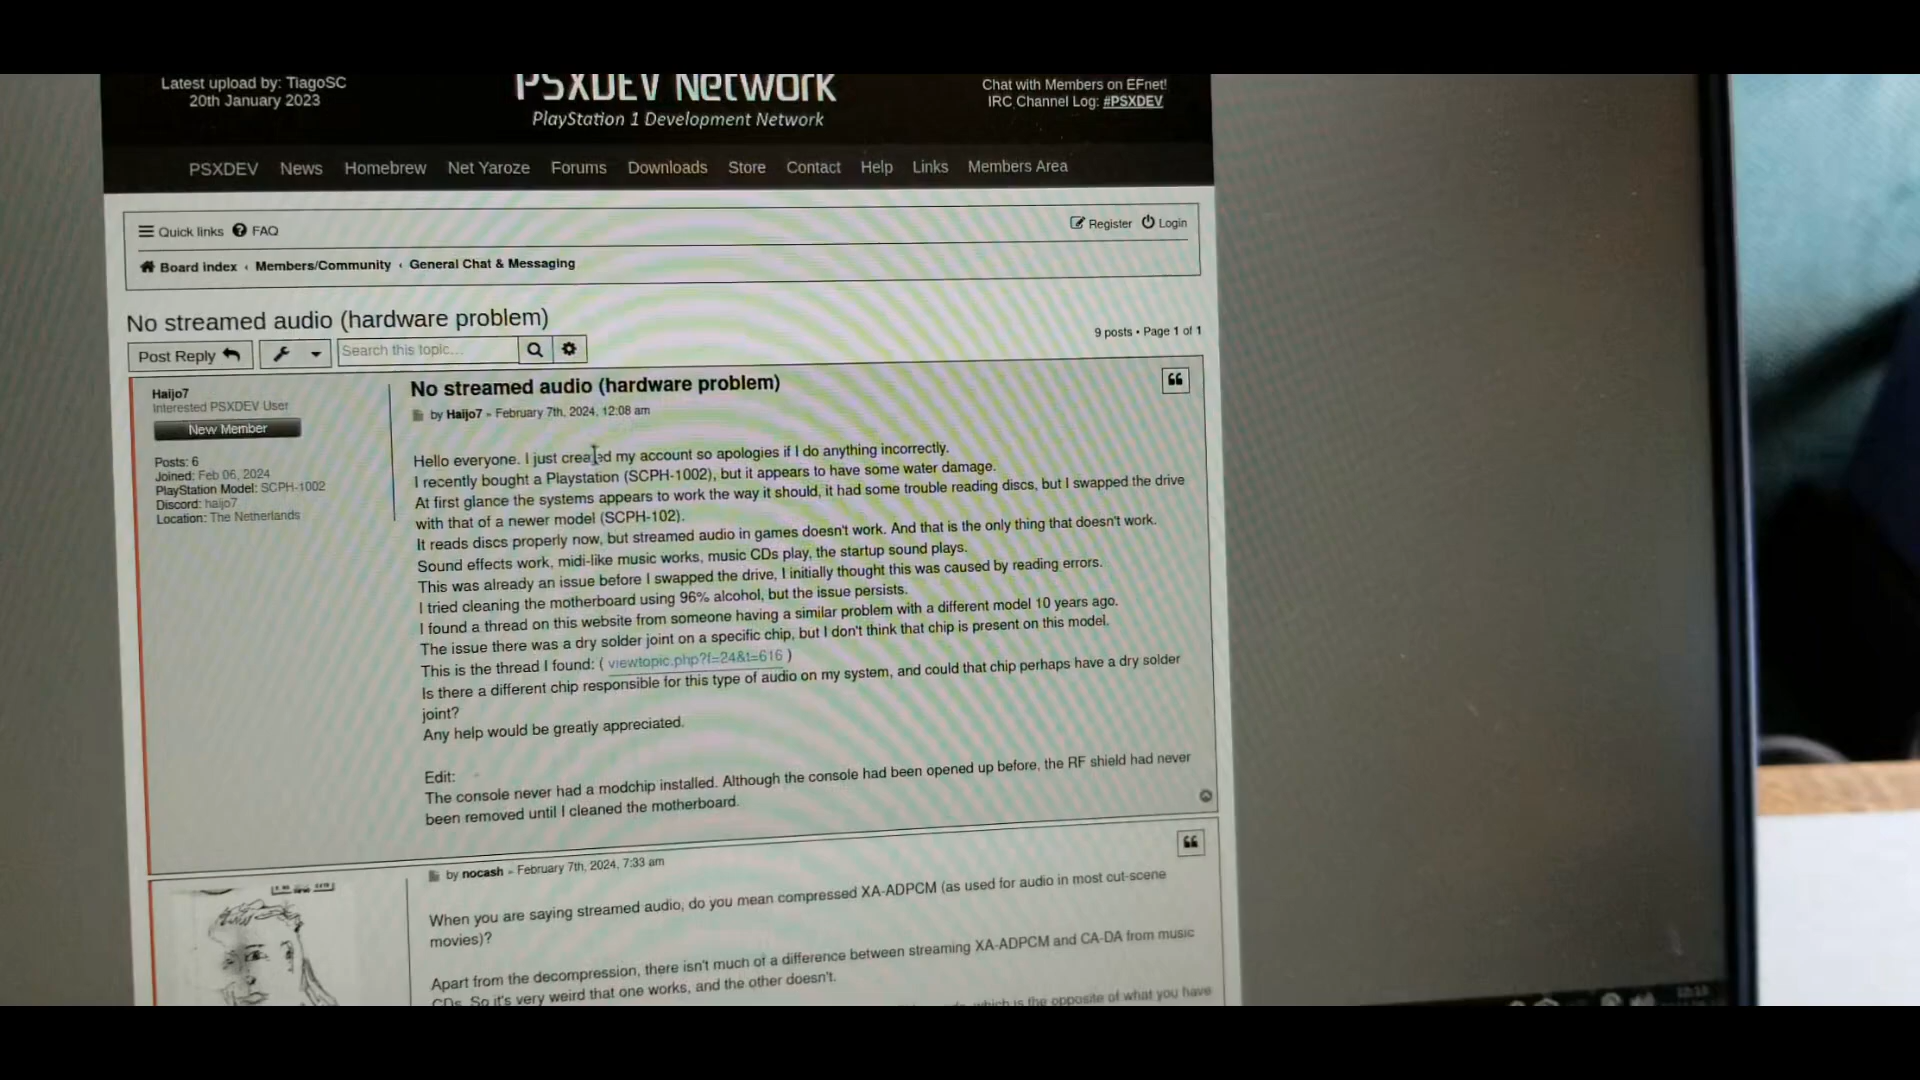 Latest upload by: TiagoSC
20th January 2023
PSXDEV Network
PlayStation 1 Development Network
Chat with Members on EFnet!
IRC Channel Log: #PSXDEV
PSXDEV News Homebrew Net Yaroze Forums Downloads Store Contact Help Links Members Area
Quick links FAQ
Register Login
Board index ‹ Members/Community ‹ General Chat & Messaging
No streamed audio (hardware problem)
Post Reply
Search this topic...
9 posts • Page 1 of 1
Haijo7
Interested PSXDEV User
New Member
Posts: 6
Joined: Feb 06, 2024
PlayStation Model: SCPH-1002
Discord: haijo7
Location: The Netherlands
No streamed audio (hardware problem)
by Haijo7 » February 7th, 2024, 12:08 am
Hello everyone. I just created my account so apologies if I do anything incorrectly.
I recently bought a Playstation (SCPH-1002), but it appears to have some water damage.
At first glance the systems appears to work the way it should, it had some trouble reading discs, but I swapped the drive
with that of a newer model (SCPH-102).
It reads discs properly now, but streamed audio in games doesn't work. And that is the only thing that doesn't work.
Sound effects work, midi-like music works, music CDs play, the startup sound plays.
This was already an issue before I swapped the drive, I initially thought this was caused by reading errors.
I tried cleaning the motherboard using 96% alcohol, but the issue persists.
I found a thread on this website from someone having a similar problem with a different model 10 years ago.
The issue there was a dry solder joint on a specific chip, but I don't think that chip is present on this model.
This is the thread I found: ( viewtopic.php?f=24&t=616 )
Is there a different chip responsible for this type of audio on my system, and could that chip perhaps have a dry solder
joint?
Any help would be greatly appreciated.
Edit:
The console never had a modchip installed. Although the console had been opened up before, the RF shield had never
been removed until I cleaned the motherboard.
by nocash » February 7th, 2024, 7:33 am
When you are saying streamed audio, do you mean compressed XA-ADPCM (as used for audio in most cut-scene
movies)?
Apart from the decompression, there isn't much of a difference between streaming XA-ADPCM and CA-DA from music
CDs. So it's very weird that one works, and the other doesn't.
which is the opposite of what you have